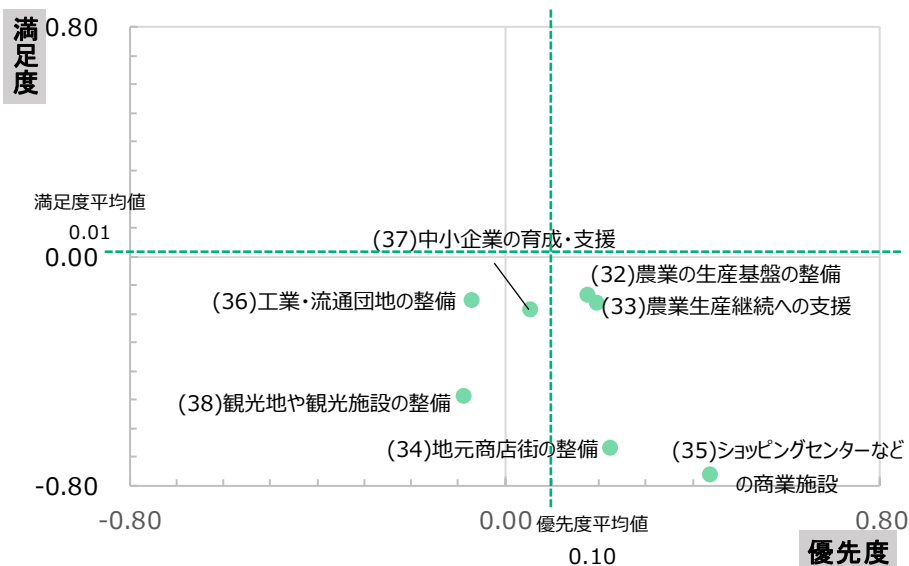 満足度
0.80
満足度平均値
0.01
0.00
(37)中小企業の育成・支援
(32)農業の生産基盤の整備
(36)工業・流通団地の整備
(33)農業生産継続への支援
(38)観光地や観光施設の整備
(34)地元商店街の整備
(35)ショッピングセンターなど
の商業施設
-0.80
-0.80
0.00
優先度平均値
0.80
0.10
優先度